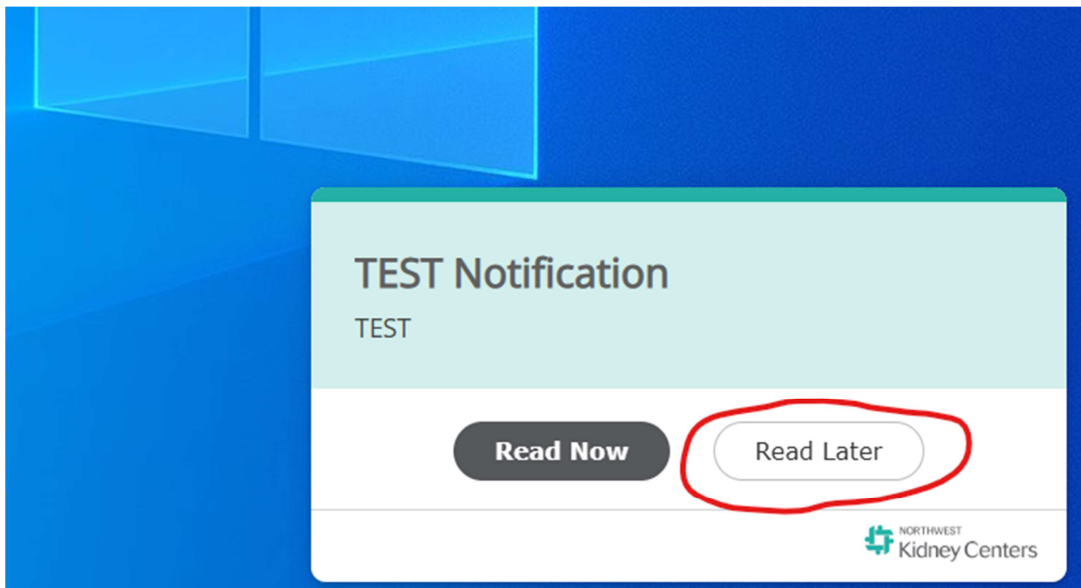 TEST Notification
TEST
Read Now
Read Later
NORTHWEST
Kidney Centers